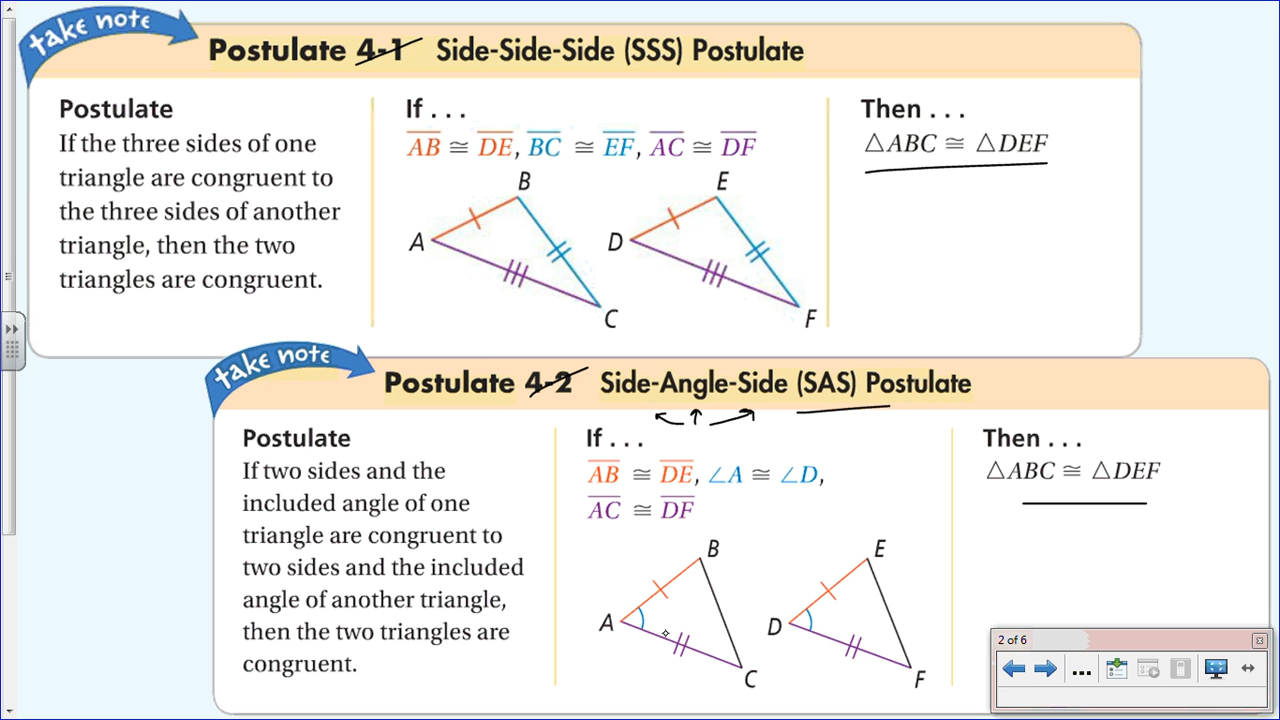 take note
Postulate 4-1 Side-Side-Side (SSS) Postulate
Postulate
If the three sides of one
triangle are congruent to
the three sides of another
triangle, then the two
triangles are congruent.
If . . .
AB ≅ DE, BC ≅ EF, AC ≅ DF
B
A
C
E
D
F
Then . . .
△ABC ≅ △DEF
take note
Postulate 4-2 Side-Angle-Side (SAS) Postulate
Postulate
If two sides and the
included angle of one
triangle are congruent to
two sides and the included
angle of another triangle,
then the two triangles are
congruent.
If . . .
AB ≅ DE, ∠A ≅ ∠D,
AC ≅ DF
B
A
C
E
D
F
Then . . .
△ABC ≅ △DEF
2 of 6